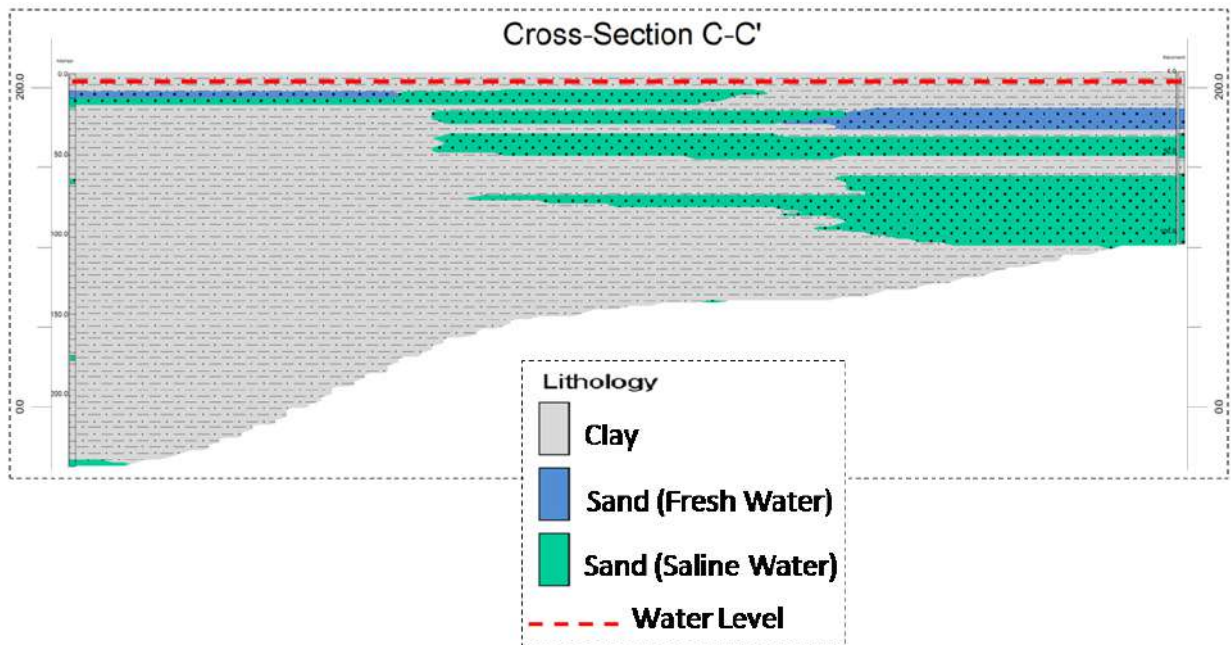 Cross-Section C-C'
200.0
0.0
50.0
100.0
150.0
200.0
0.0
200.0
0.0
Lithology
Clay
Sand (Fresh Water)
Sand (Saline Water)
Water Level